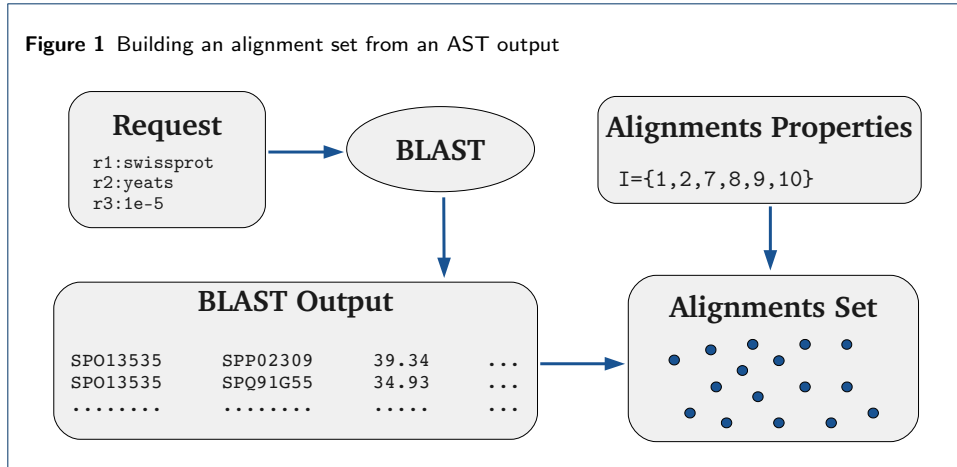 Figure 1 Building an alignment set from an AST output
Request
r1:swissprot
r2:yeats
r3:1e-5
BLAST
Alignments Properties
I={1,2,7,8,9,10}
BLAST Output
SPO13535 SPP02309 39.34 ...
SPO13535 SPQ91G55 34.93 ...
........ ........ ..... ...
Alignments Set